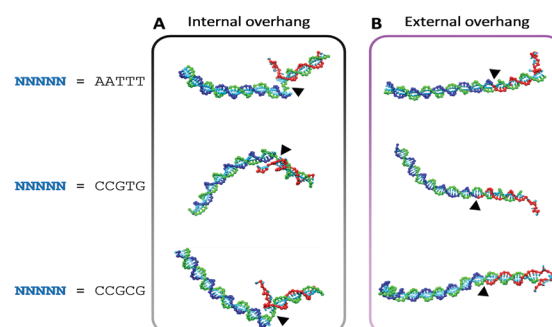 A Internal overhang
B External overhang
NNNNN = AATTT
NNNNN = CCGTG
NNNNN = CCGCG